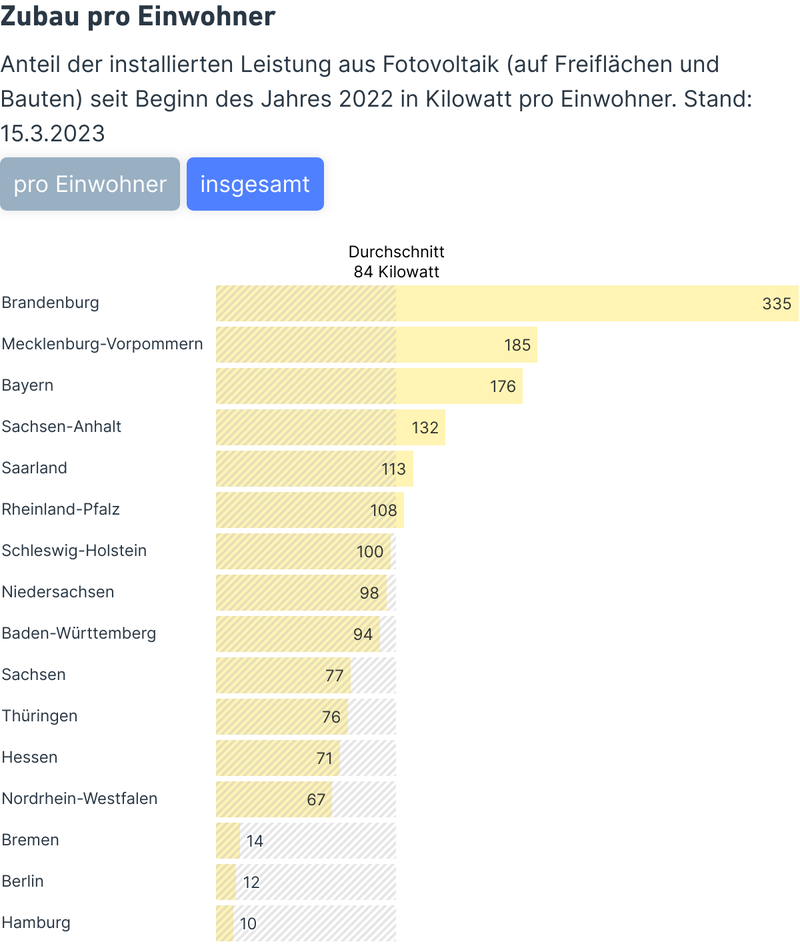 Zubau pro Einwohner
Anteil der installierten Leistung aus Fotovoltaik (auf Freiflächen und
Bauten) seit Beginn des Jahres 2022 in Kilowatt pro Einwohner. Stand:
15.3.2023
pro Einwohner insgesamt
Durchschnitt
84 Kilowatt
Brandenburg 335
Mecklenburg-Vorpommern 185
Bayern 176
Sachsen-Anhalt 132
Saarland 113
Rheinland-Pfalz 108
Schleswig-Holstein 100
Niedersachsen 98
Baden-Württemberg 94
Sachsen 77
Thüringen 76
Hessen 71
Nordrhein-Westfalen 67
Bremen 14
Berlin 12
Hamburg 10